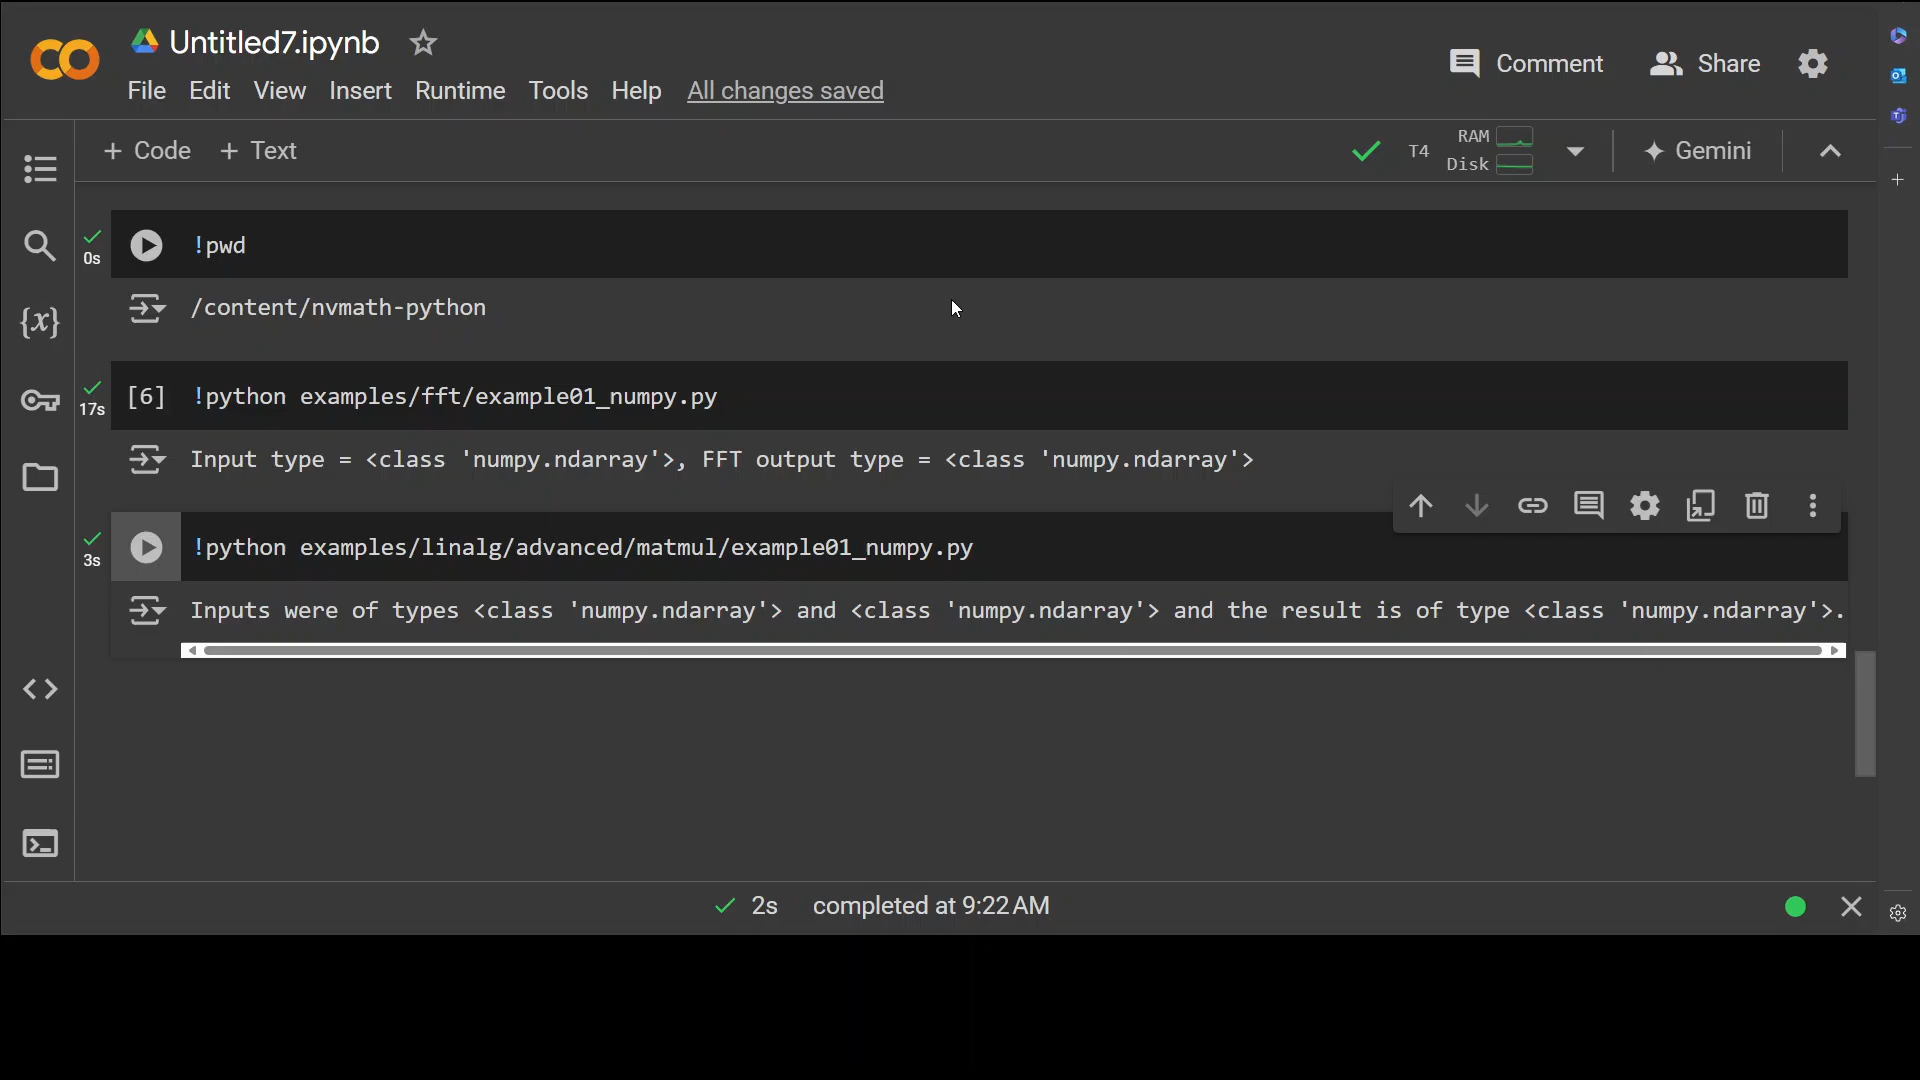 Untitled7.ipynb
File Edit View Insert Runtime Tools Help All changes saved
Comment
Share
+ Code + Text
T4
RAM
Disk
Gemini
0s
!pwd
/content/nvmath-python
17s
[6] !python examples/fft/example01_numpy.py
Input type = <class 'numpy.ndarray'>, FFT output type = <class 'numpy.ndarray'>
3s
!python examples/linalg/advanced/matmul/example01_numpy.py
Inputs were of types <class 'numpy.ndarray'> and <class 'numpy.ndarray'> and the result is of type <class 'numpy.ndarray'>.
2s completed at 9:22 AM